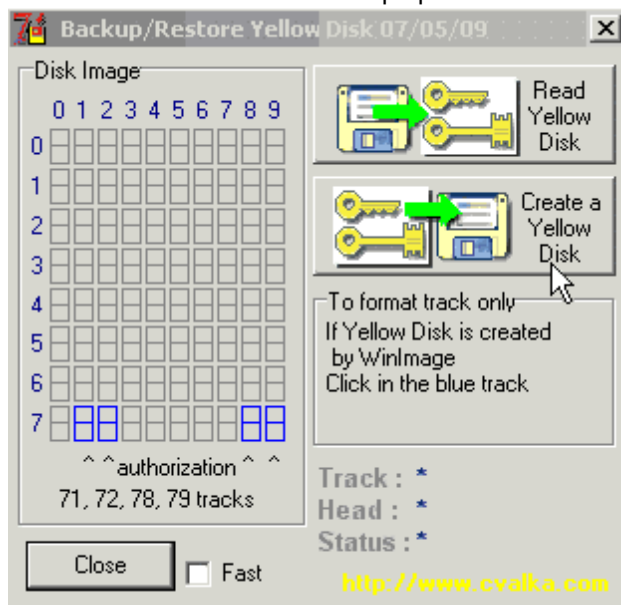 Backup/Restore Yellow Disk 07/05/09
Disk Image
0 1 2 3 4 5 6 7 8 9
0
1
2
3
4
5
6
7
^ ^authorization ^ ^
71, 72, 78, 79 tracks
Close
Fast
Read
Yellow
Disk
Create a
Yellow
Disk
To format track only
If Yellow Disk is created
by WinImage
Click in the blue track
Track : *
Head : *
Status : *
http://www.cvalka.com